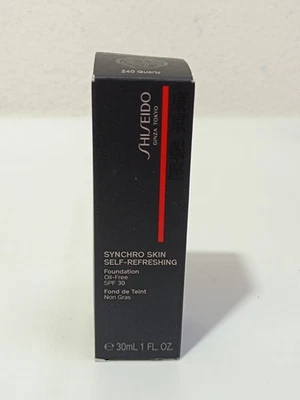 SHISEIDO
GINZA TOKYO
SYNCHRO SKIN
SELF-REFRESHING
Foundation
Oil-Free
SPF 30
Fond de Teint
Non Gras
℮ 30mL 1 FL. OZ.